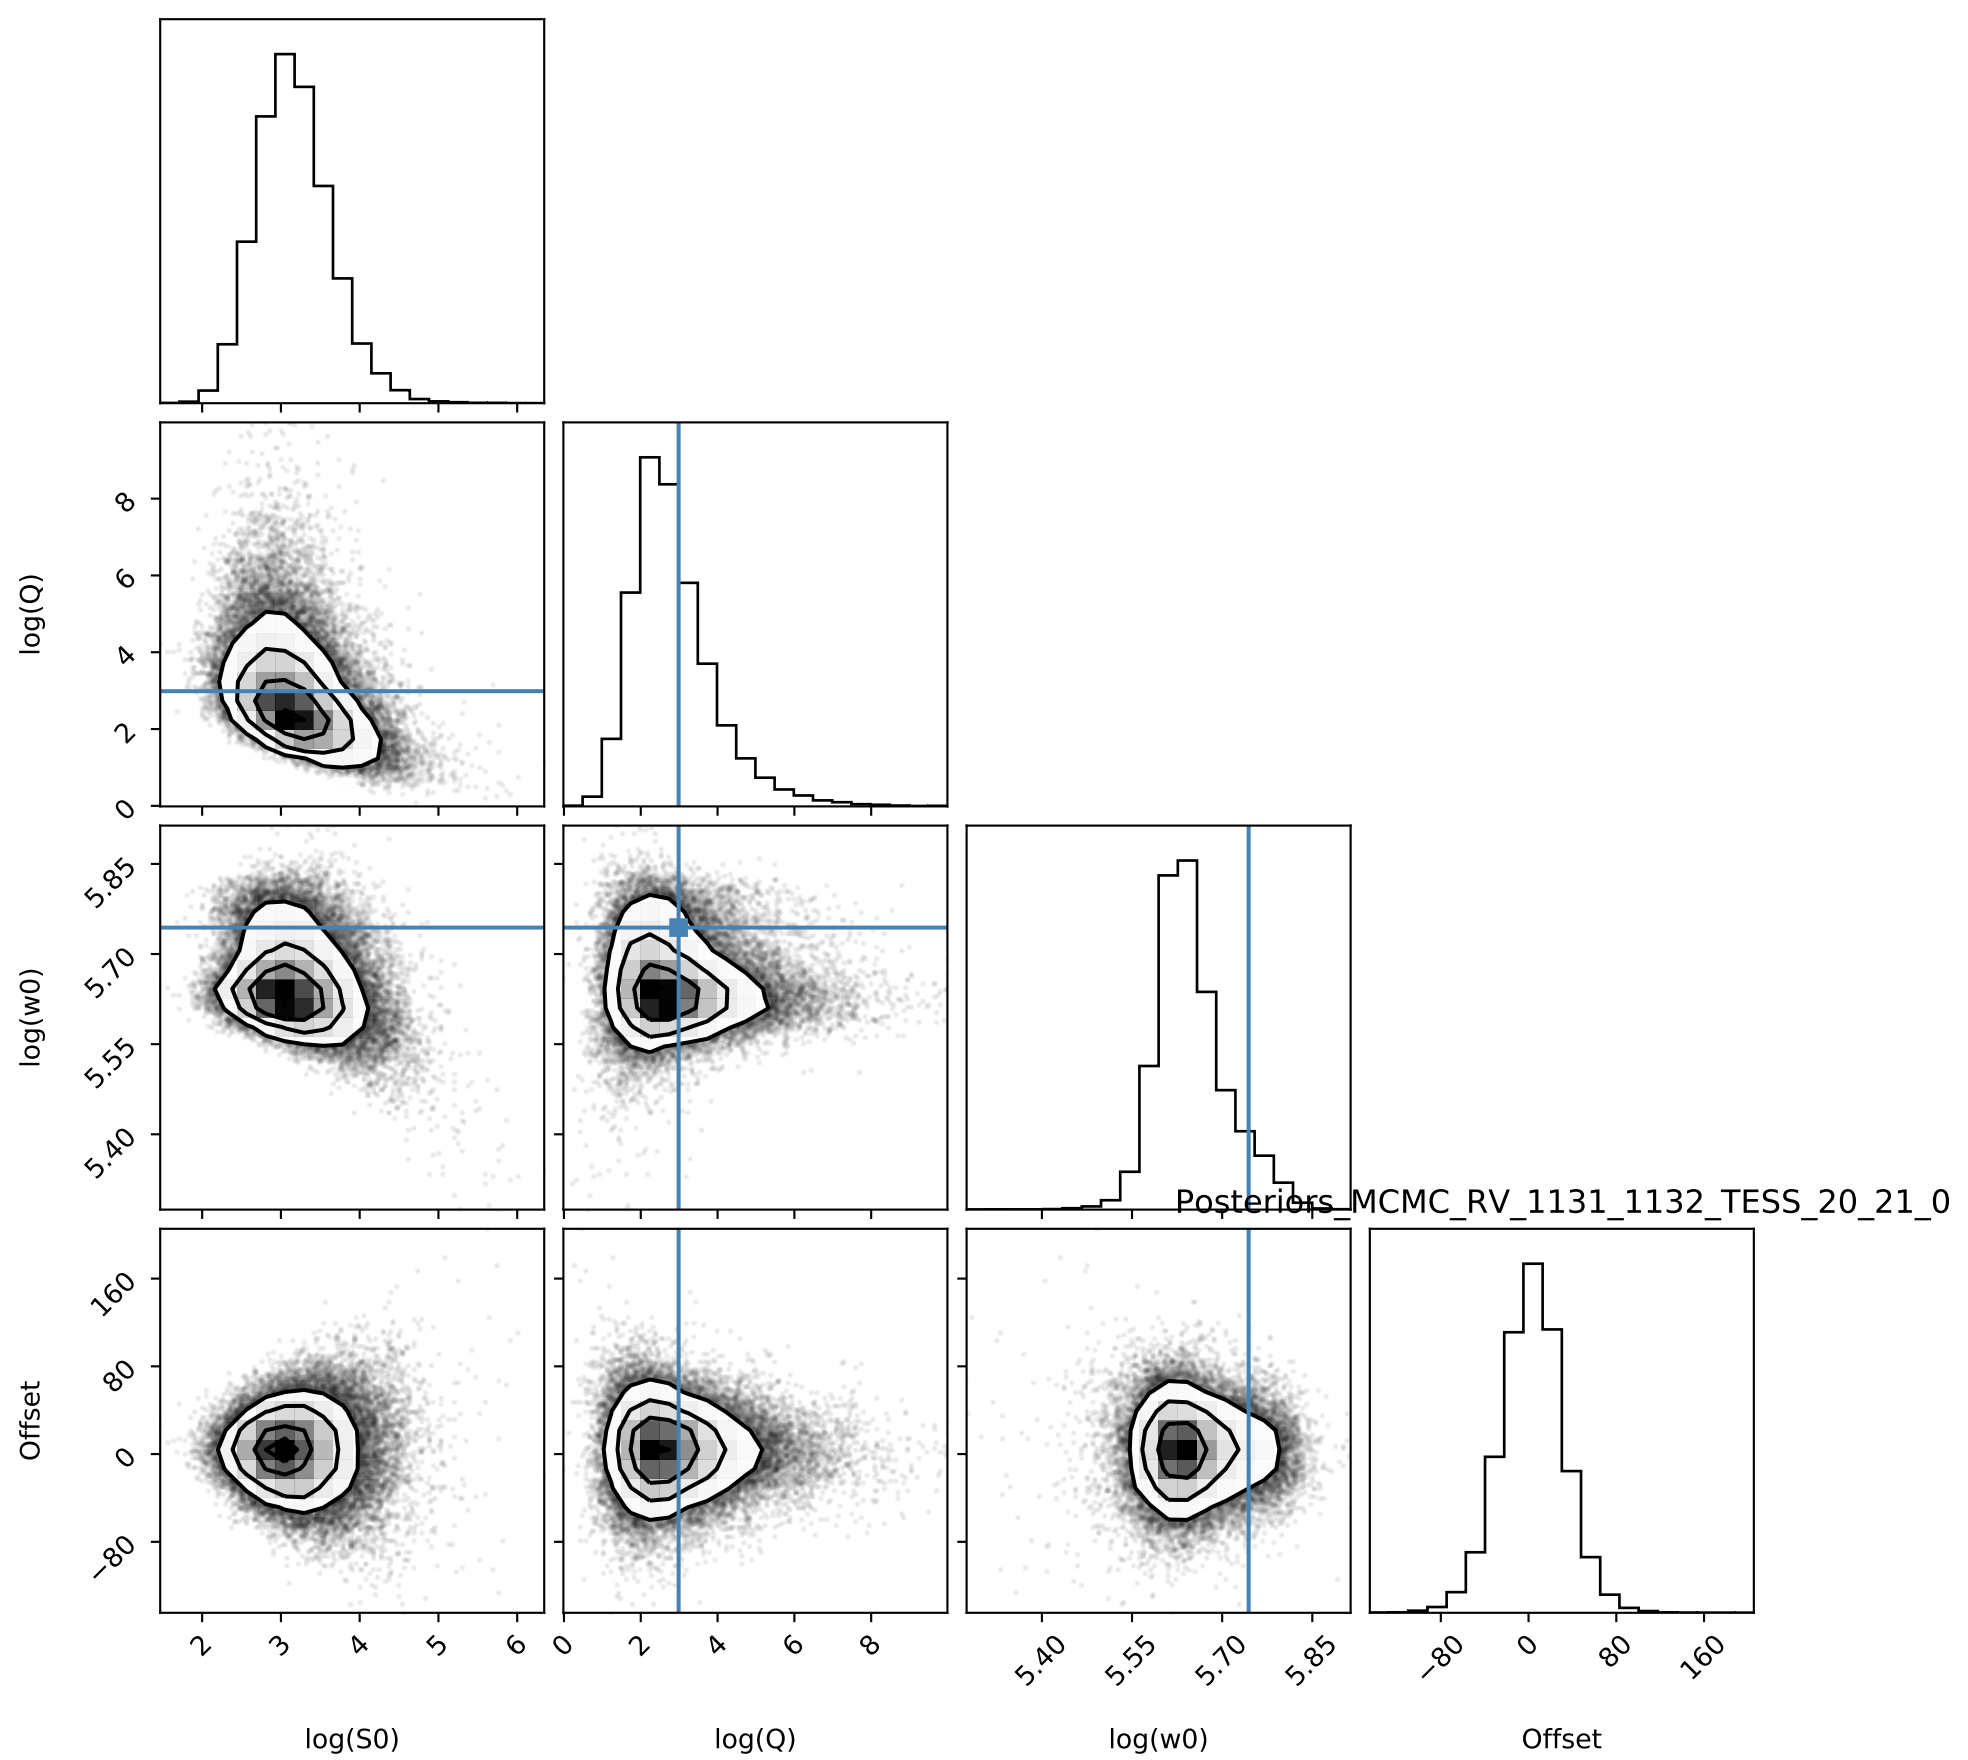 log(Q)
8
6
4
2
0
log(w0)
5.85
5.70
5.55
5.40
Posteriors_MCMC_RV_1131_1132_TESS_20_21_0
Offset
160
80
0
−80
2 3 4 5 6
0 2 4 6 8
5.40 5.55 5.70 5.85
−80 0 80 160
log(S0) log(Q) log(w0) Offset